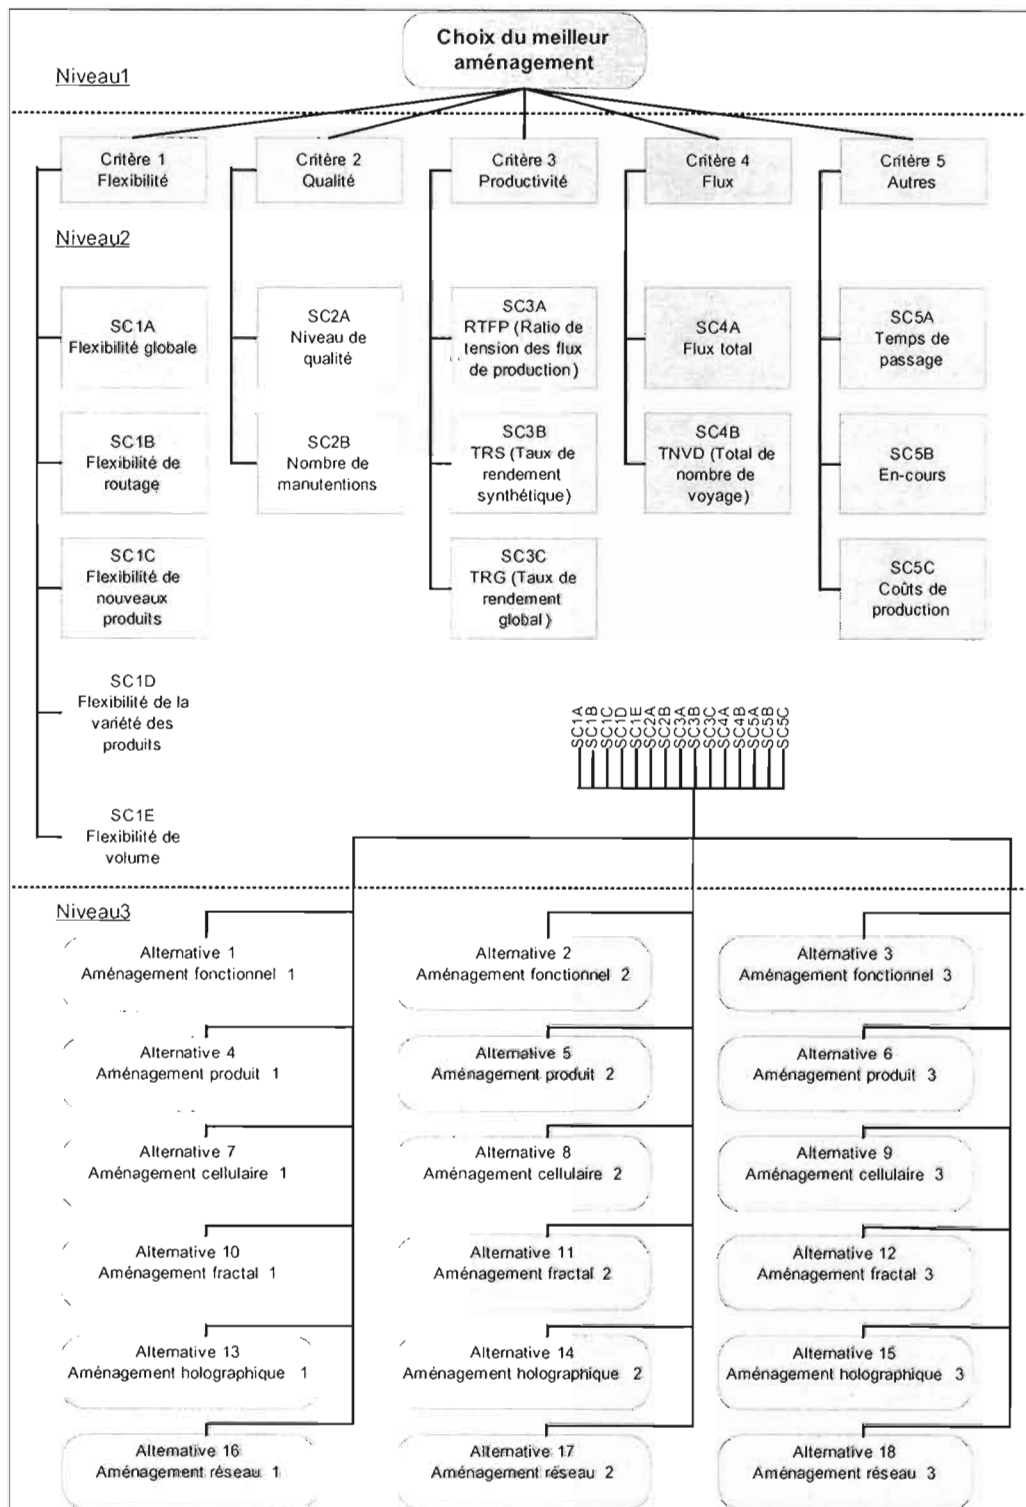 Choix du meilleur
aménagement
Niveau1
Critère 1
Flexibilité
Critère 2
Qualité
Critère 3
Productivité
Critère 4
Flux
Critère 5
Autres
Niveau2
SC1A
Flexibilité globale
SC2A
Niveau de
qualité
SC3A
RTFP (Ratio de
tension des flux
de production)
SC4A
Flux total
SC5A
Temps de
passage
SC1B
Flexibilité de
routage
SC2B
Nombre de
manutentions
SC3B
TRS (Taux de
rendement
synthétique)
SC4B
TNVD (Total de
nombre de
voyage)
SC5B
En-cours
SC1C
Flexibilité de
nouveaux
produits
SC3C
TRG (Taux de
rendement
global)
SC5C
Coûts de
production
SC1D
Flexibilité de la
variété des
produits
SC1E
Flexibilité de
volume
SC1A
SC1B
SC1C
SC1D
SC1E
SC2A
SC2B
SC3A
SC3B
SC3C
SC4A
SC4B
SC5A
SC5B
SC5C
Niveau3
Alternative 1
Aménagement fonctionnel 1
Alternative 2
Aménagement fonctionnel 2
Alternative 3
Aménagement fonctionnel 3
Alternative 4
Aménagement produit 1
Alternative 5
Aménagement produit 2
Alternative 6
Aménagement produit 3
Alternative 7
Aménagement cellulaire 1
Alternative 8
Aménagement cellulaire 2
Alternative 9
Aménagement cellulaire 3
Alternative 10
Aménagement fractal 1
Alternative 11
Aménagement fractal 2
Alternative 12
Aménagement fractal 3
Alternative 13
Aménagement holographique 1
Alternative 14
Aménagement holographique 2
Alternative 15
Aménagement holographique 3
Alternative 16
Aménagement réseau 1
Alternative 17
Aménagement réseau 2
Alternative 18
Aménagement réseau 3